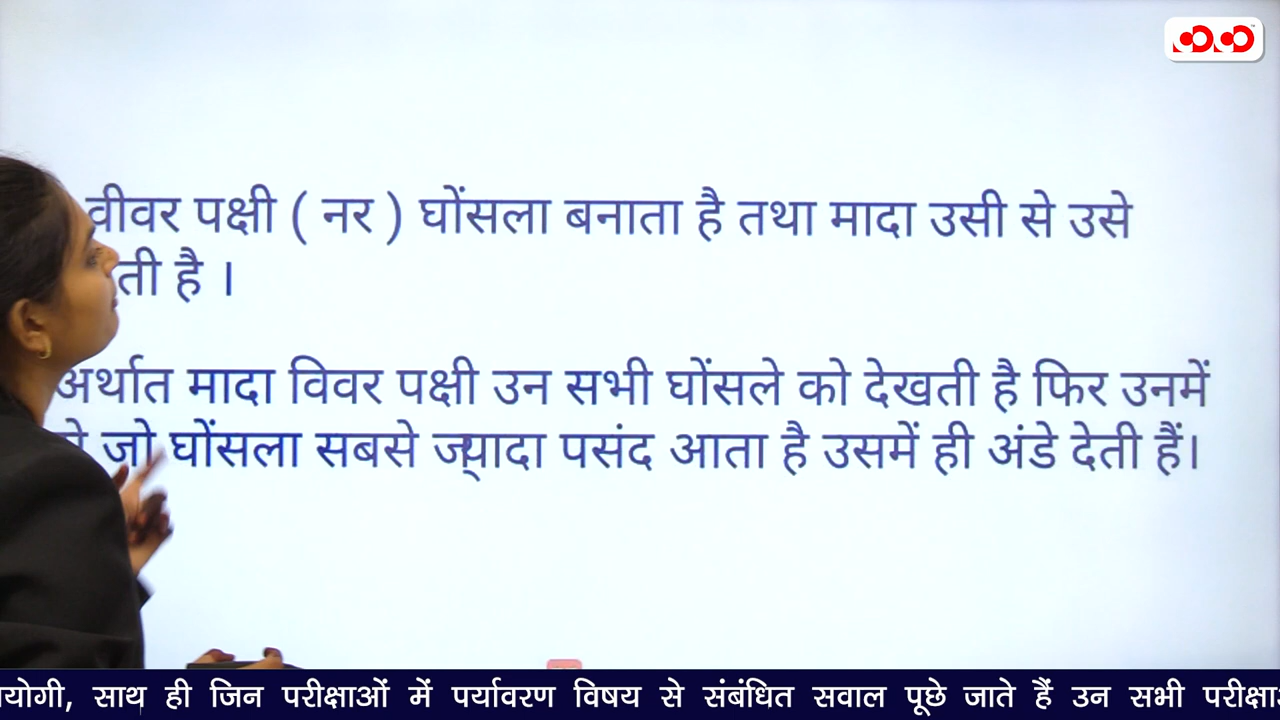 वीवर पक्षी ( नर ) घोंसला बनाता है तथा मादा उसी से उसे
है ।
अर्थात मादा विवर पक्षी उन सभी घोंसले को देखती है फिर उनमें
जो घोंसला सबसे ज्यादा पसंद आता है उसमें ही अंडे देती हैं।
साथ ही जिन परीक्षाओं में पर्यावरण विषय से संबंधित सवाल पूछे जाते हैं उन सभी